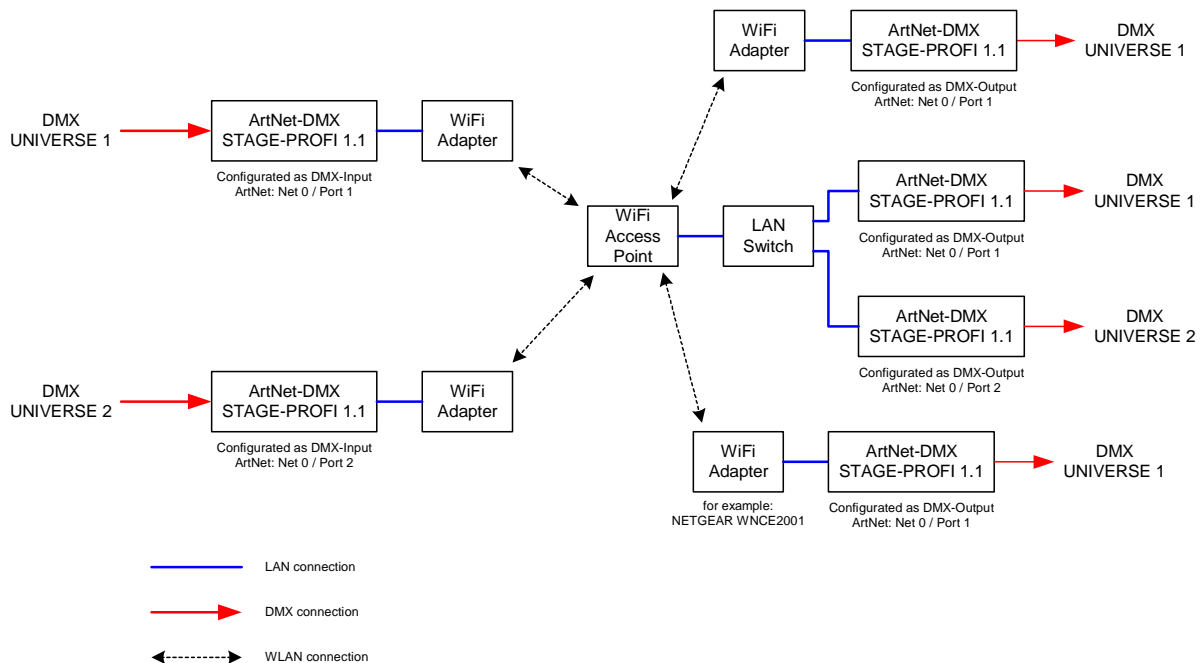 DMX
UNIVERSE 1
ArtNet-DMX
STAGE-PROFI 1.1
Configurated as DMX-Input
ArtNet: Net 0 / Port 1
WiFi
Adapter
DMX
UNIVERSE 2
ArtNet-DMX
STAGE-PROFI 1.1
Configurated as DMX-Input
ArtNet: Net 0 / Port 2
WiFi
Adapter
WiFi
Access
Point
LAN
Switch
WiFi
Adapter
ArtNet-DMX
STAGE-PROFI 1.1
Configurated as DMX-Output
ArtNet: Net 0 / Port 1
DMX
UNIVERSE 1
ArtNet-DMX
STAGE-PROFI 1.1
Configurated as DMX-Output
ArtNet: Net 0 / Port 1
DMX
UNIVERSE 1
ArtNet-DMX
STAGE-PROFI 1.1
Configurated as DMX-Output
ArtNet: Net 0 / Port 2
DMX
UNIVERSE 2
WiFi
Adapter
for example:
NETGEAR WNCE2001
ArtNet-DMX
STAGE-PROFI 1.1
Configurated as DMX-Output
ArtNet: Net 0 / Port 1
DMX
UNIVERSE 1
LAN connection
DMX connection
WLAN connection